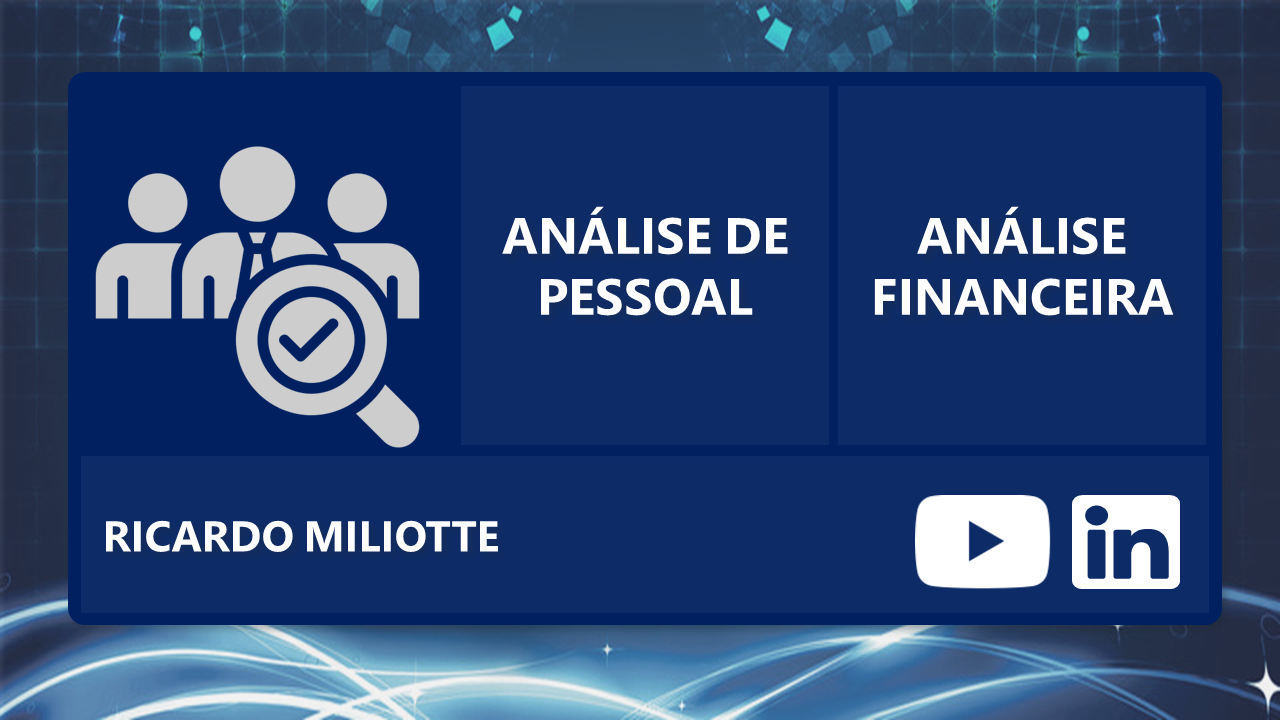 ANÁLISE DE
PESSOAL
ANÁLISE
FINANCEIRA
RICARDO MILIOTTE
in